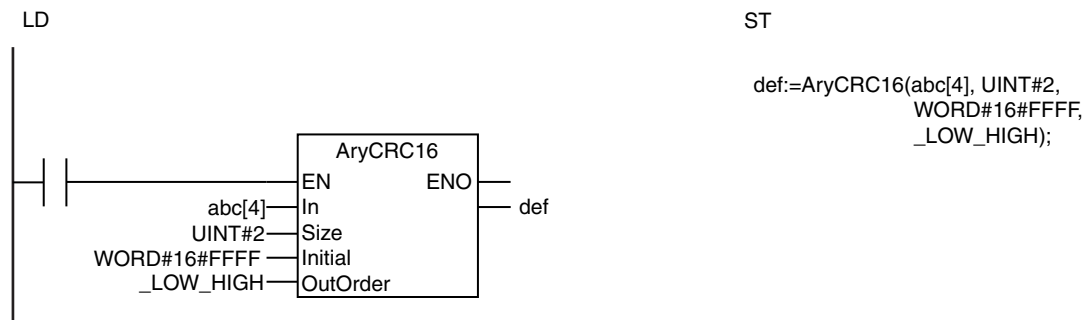 LD
ST
def:=AryCRC16(abc[4], UINT#2,
WORD#16#FFFF,
_LOW_HIGH);
AryCRC16
EN ENO
abc[4] In def
UINT#2 Size
WORD#16#FFFF Initial
_LOW_HIGH OutOrder